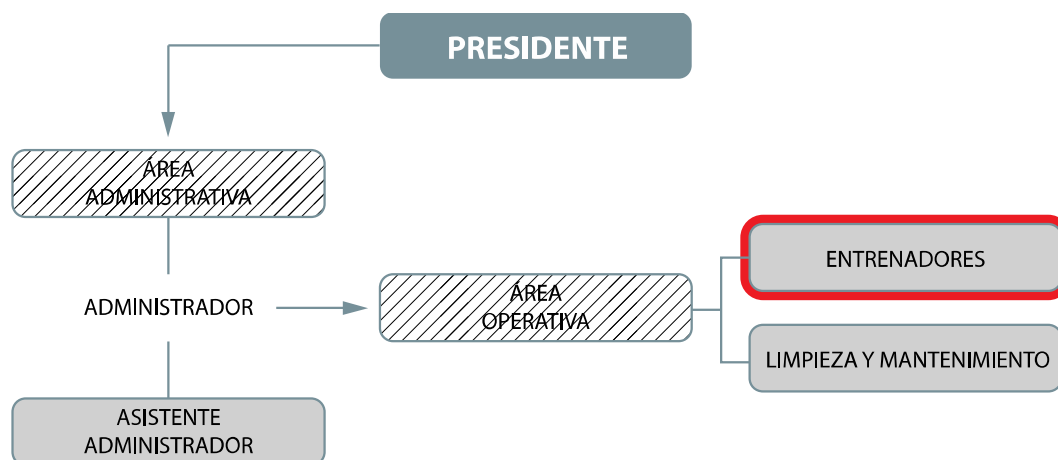 PRESIDENTE
ÁREA
ADMINISTRATIVA
ADMINISTRADOR
ASISTENTE
ADMINISTRADOR
ÁREA
OPERATIVA
ENTRENADORES
LIMPIEZA Y MANTENIMIENTO